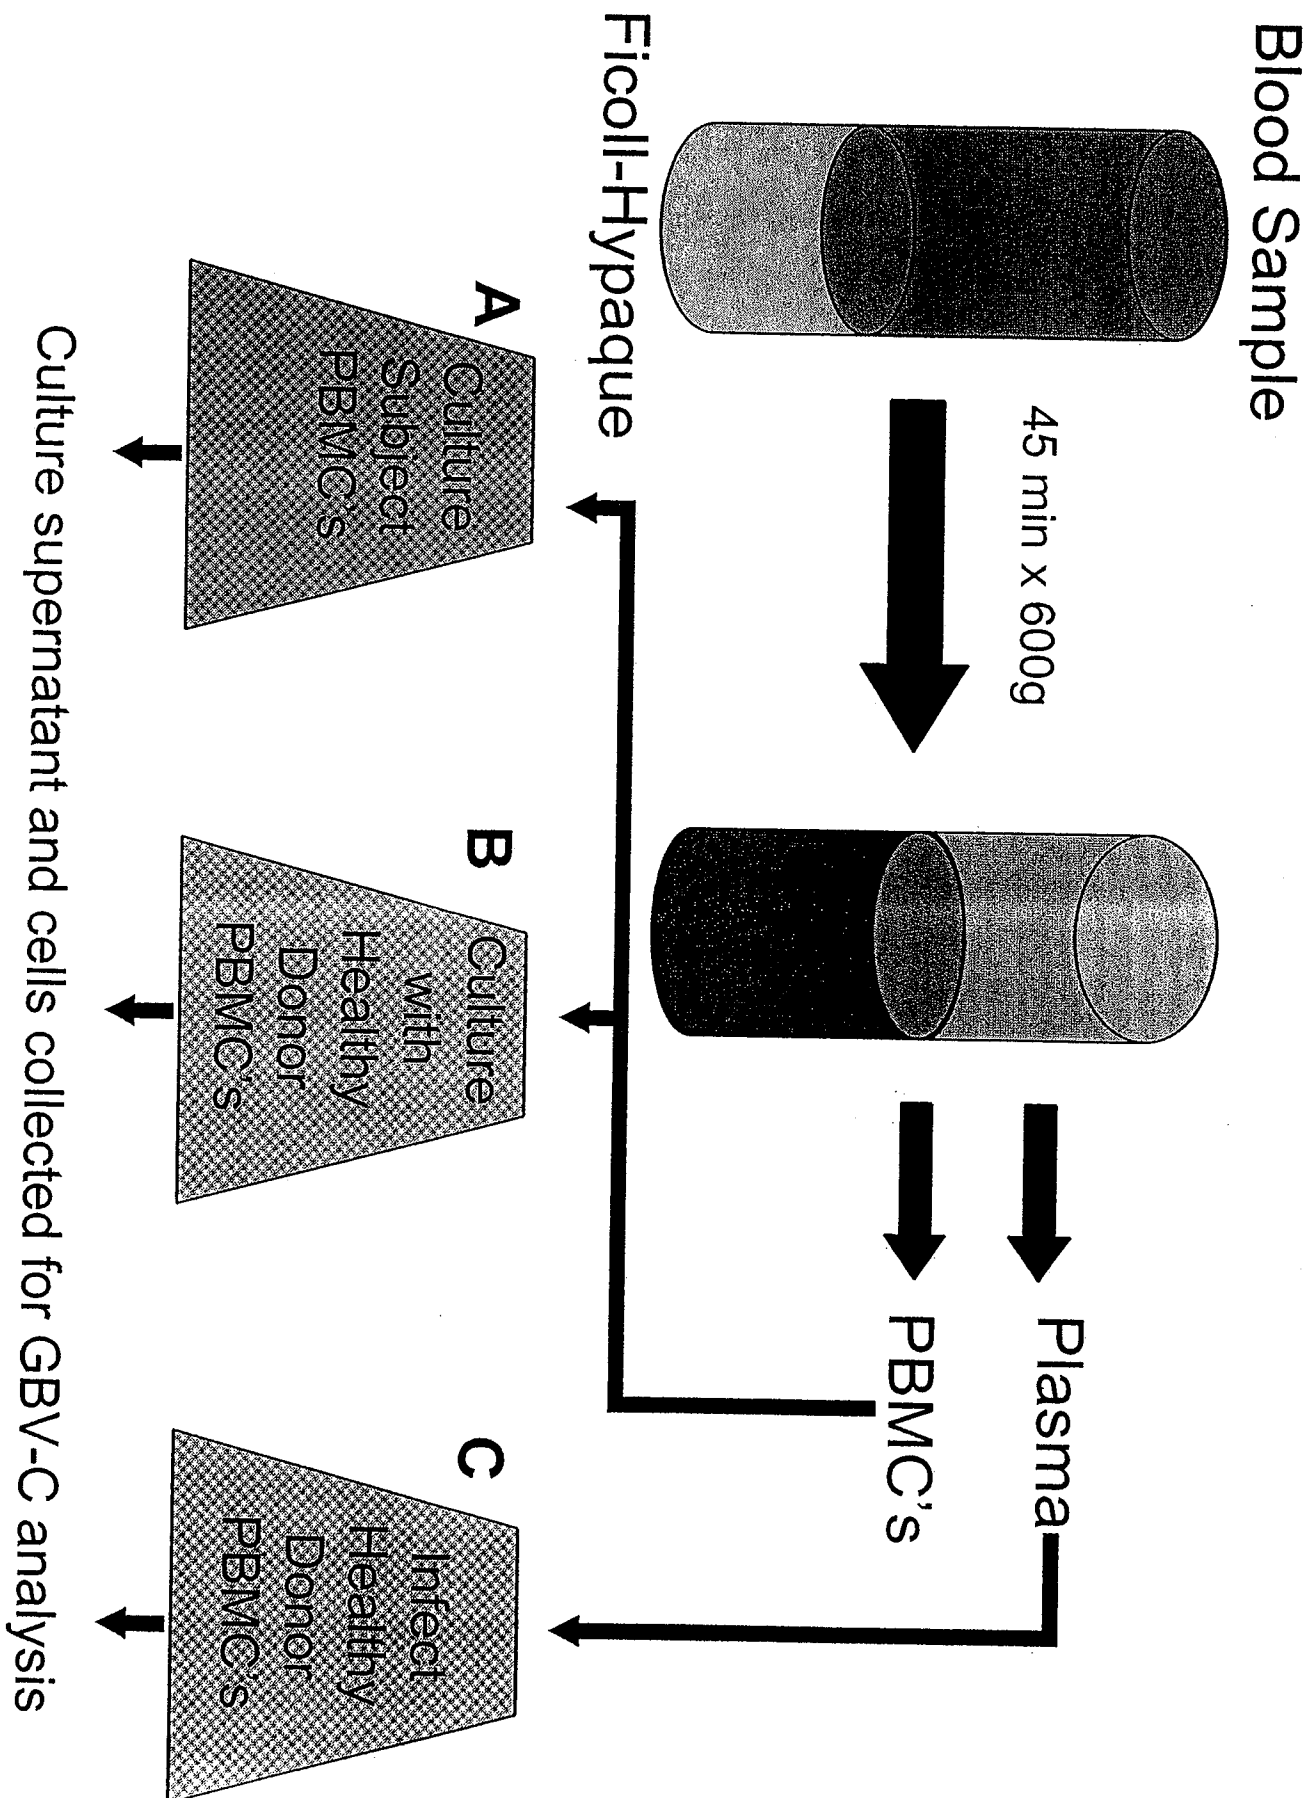 Blood Sample
45 min x 600g
Ficoll-Hypaque
Plasma
PBMC's
A
Culture
Subject
PBMC's
B
Culture
with
Healthy
Donor
PBMC's
C
Infect
Healthy
Donor
PBMC's
Culture supernatant and cells collected for GBV-C analysis